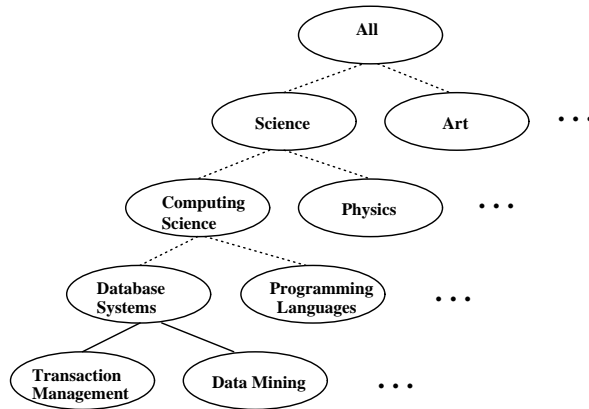 All
Science
Art
...
Computing
Science
Physics
...
Database
Systems
Programming
Languages
...
Transaction
Management
Data Mining
...